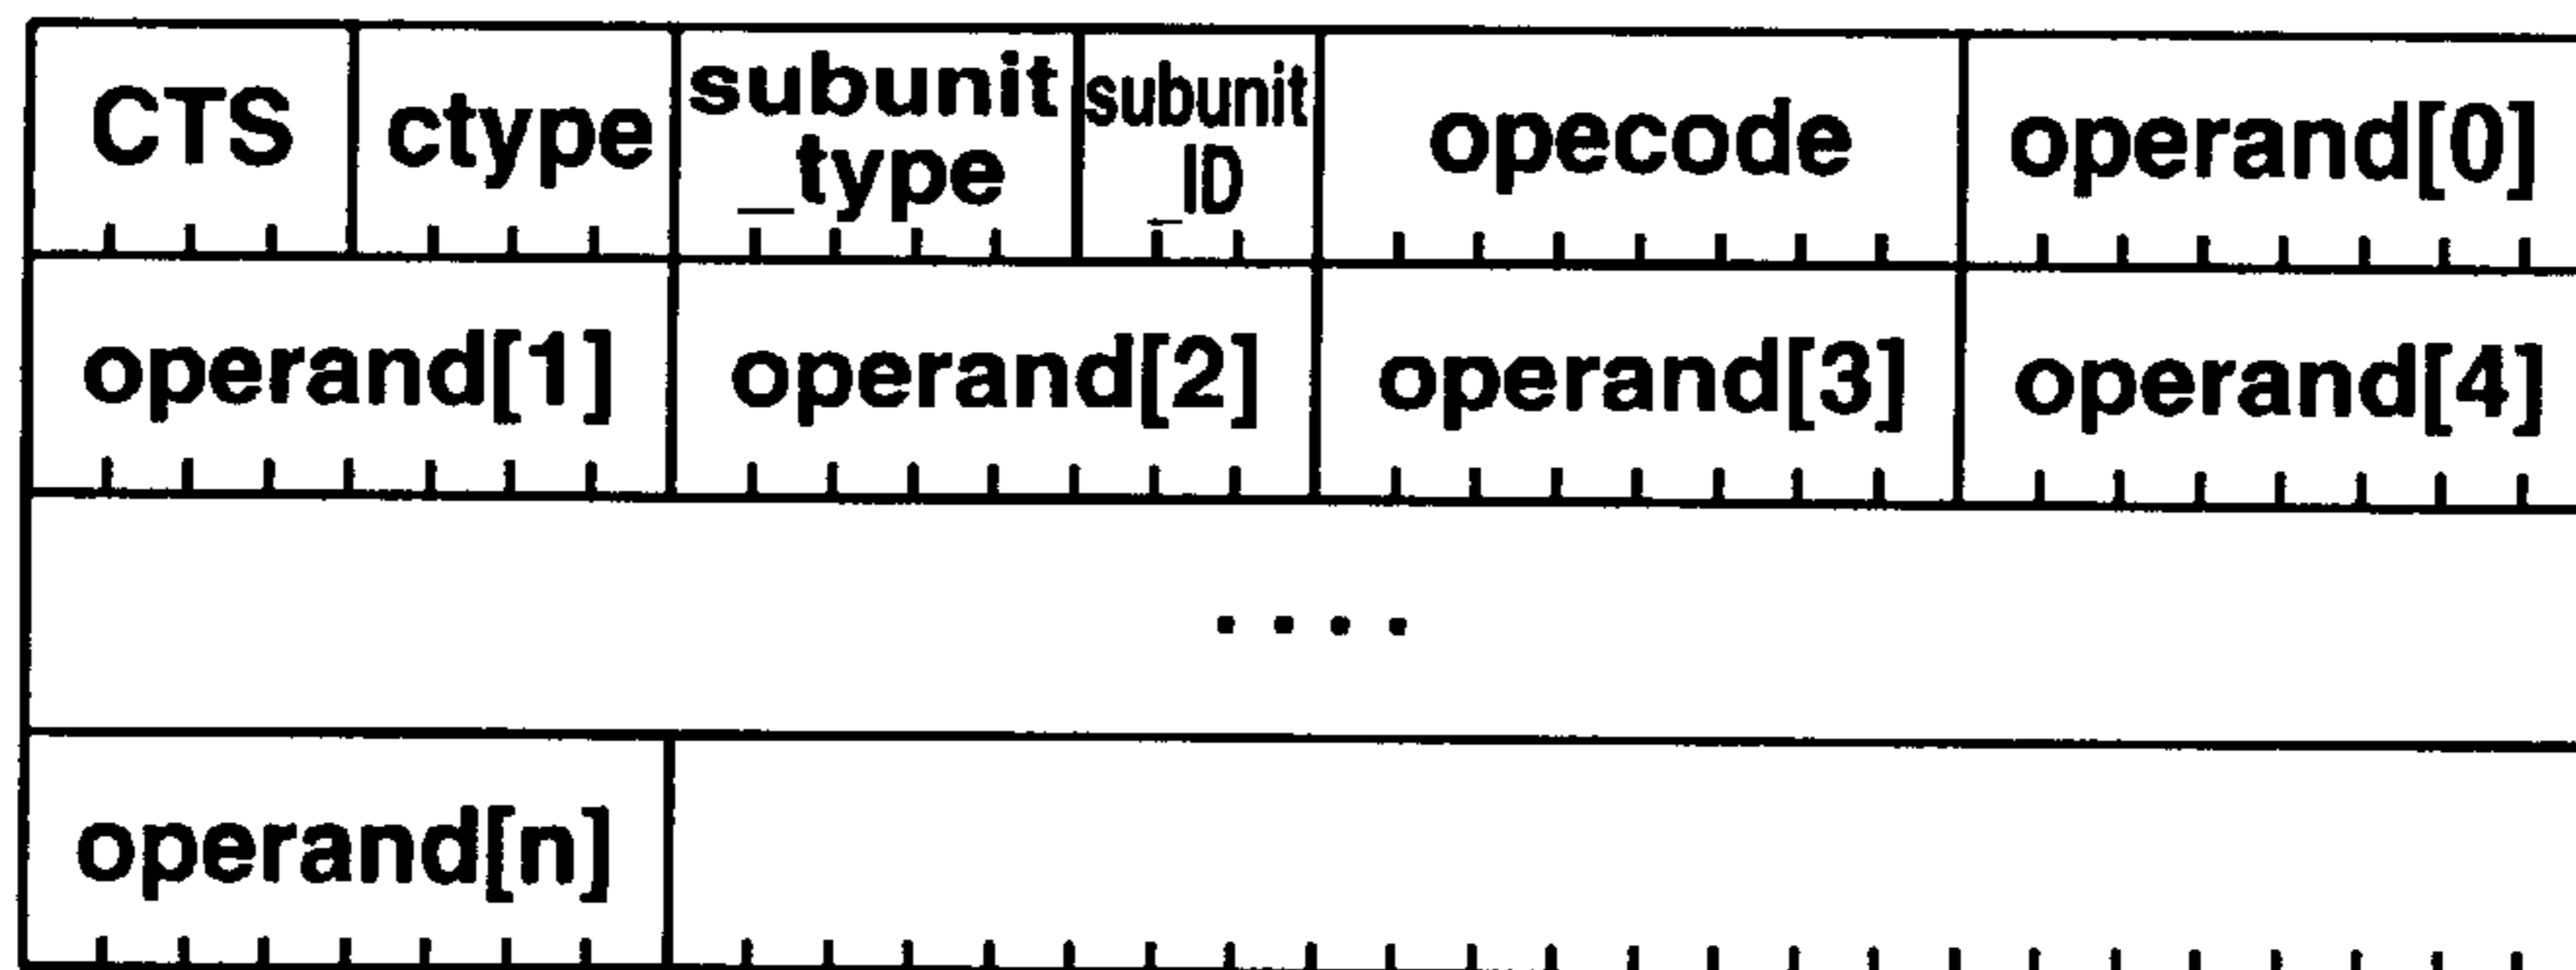 CTS ctype subunit_type subunit_ID opecode operand[0]
operand[1] operand[2] operand[3] operand[4]
....
operand[n]